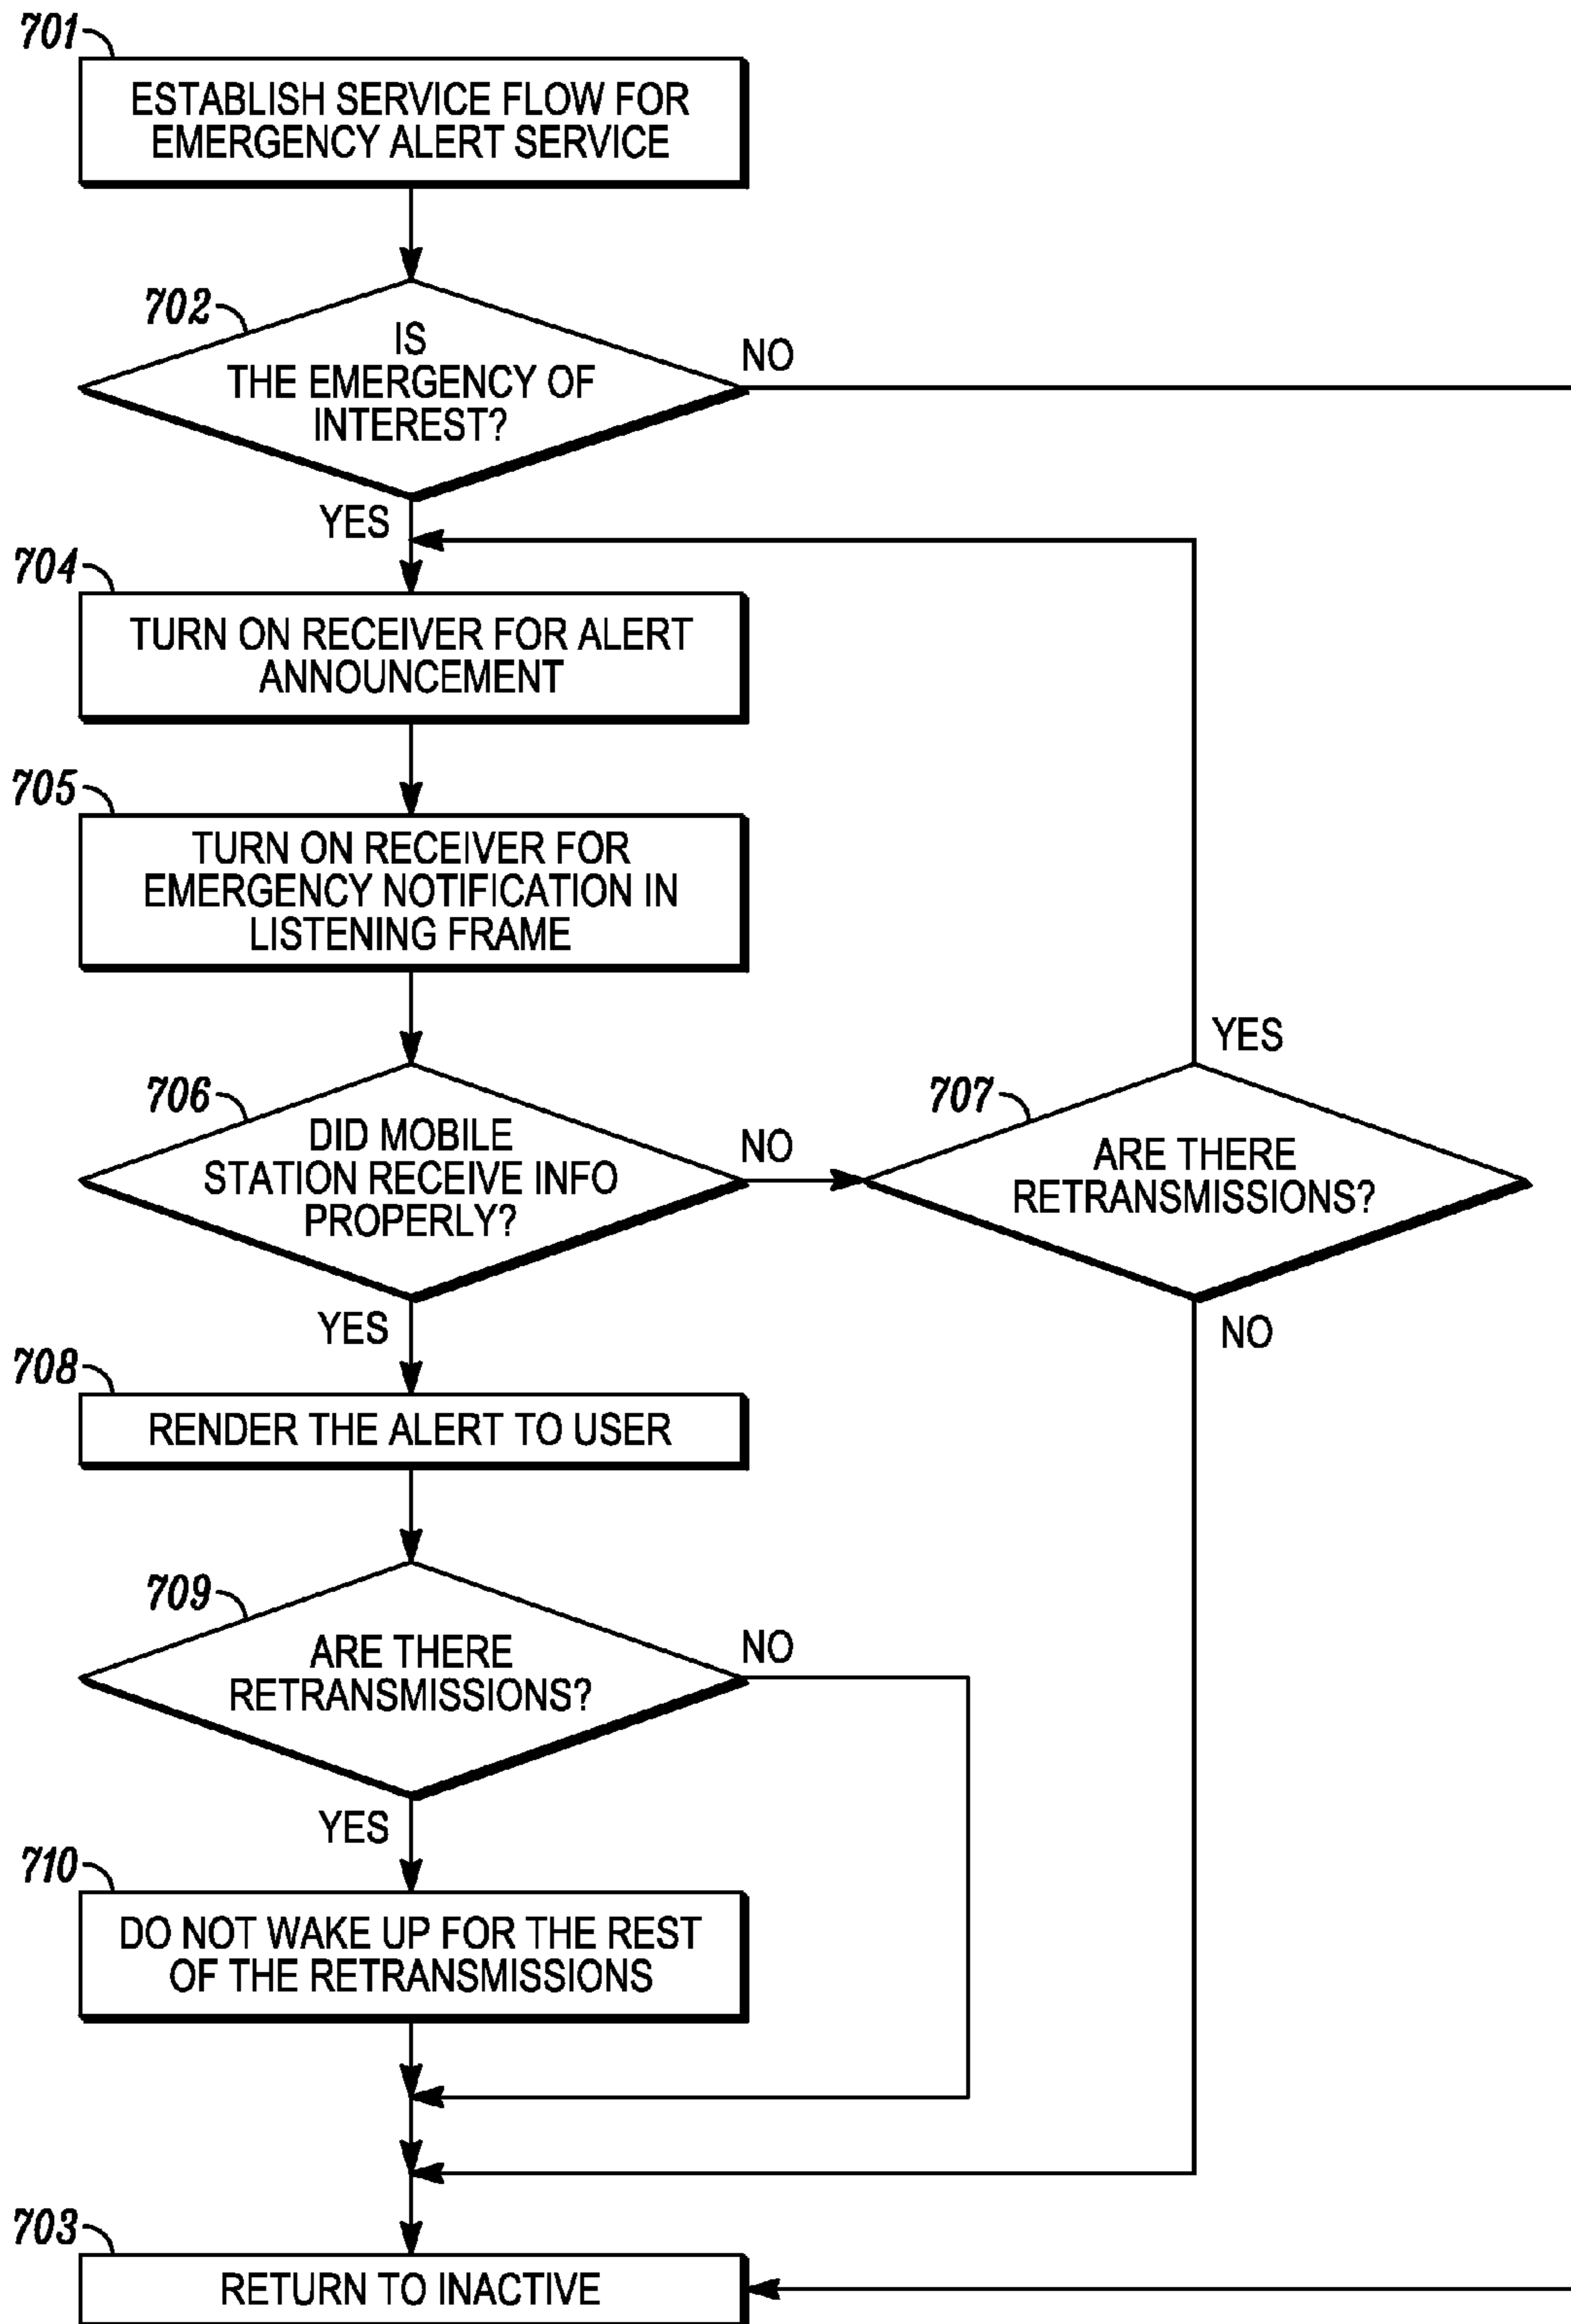 701
ESTABLISH SERVICE FLOW FOR
EMERGENCY ALERT SERVICE
702
IS
THE EMERGENCY OF
INTEREST?
NO
YES
704
TURN ON RECEIVER FOR ALERT
ANNOUNCEMENT
705
TURN ON RECEIVER FOR
EMERGENCY NOTIFICATION IN
LISTENING FRAME
706
DID MOBILE
STATION RECEIVE INFO
PROPERLY?
NO
YES
707
ARE THERE
RETRANSMISSIONS?
YES
NO
708
RENDER THE ALERT TO USER
709
ARE THERE
RETRANSMISSIONS?
NO
YES
710
DO NOT WAKE UP FOR THE REST
OF THE RETRANSMISSIONS
703
RETURN TO INACTIVE